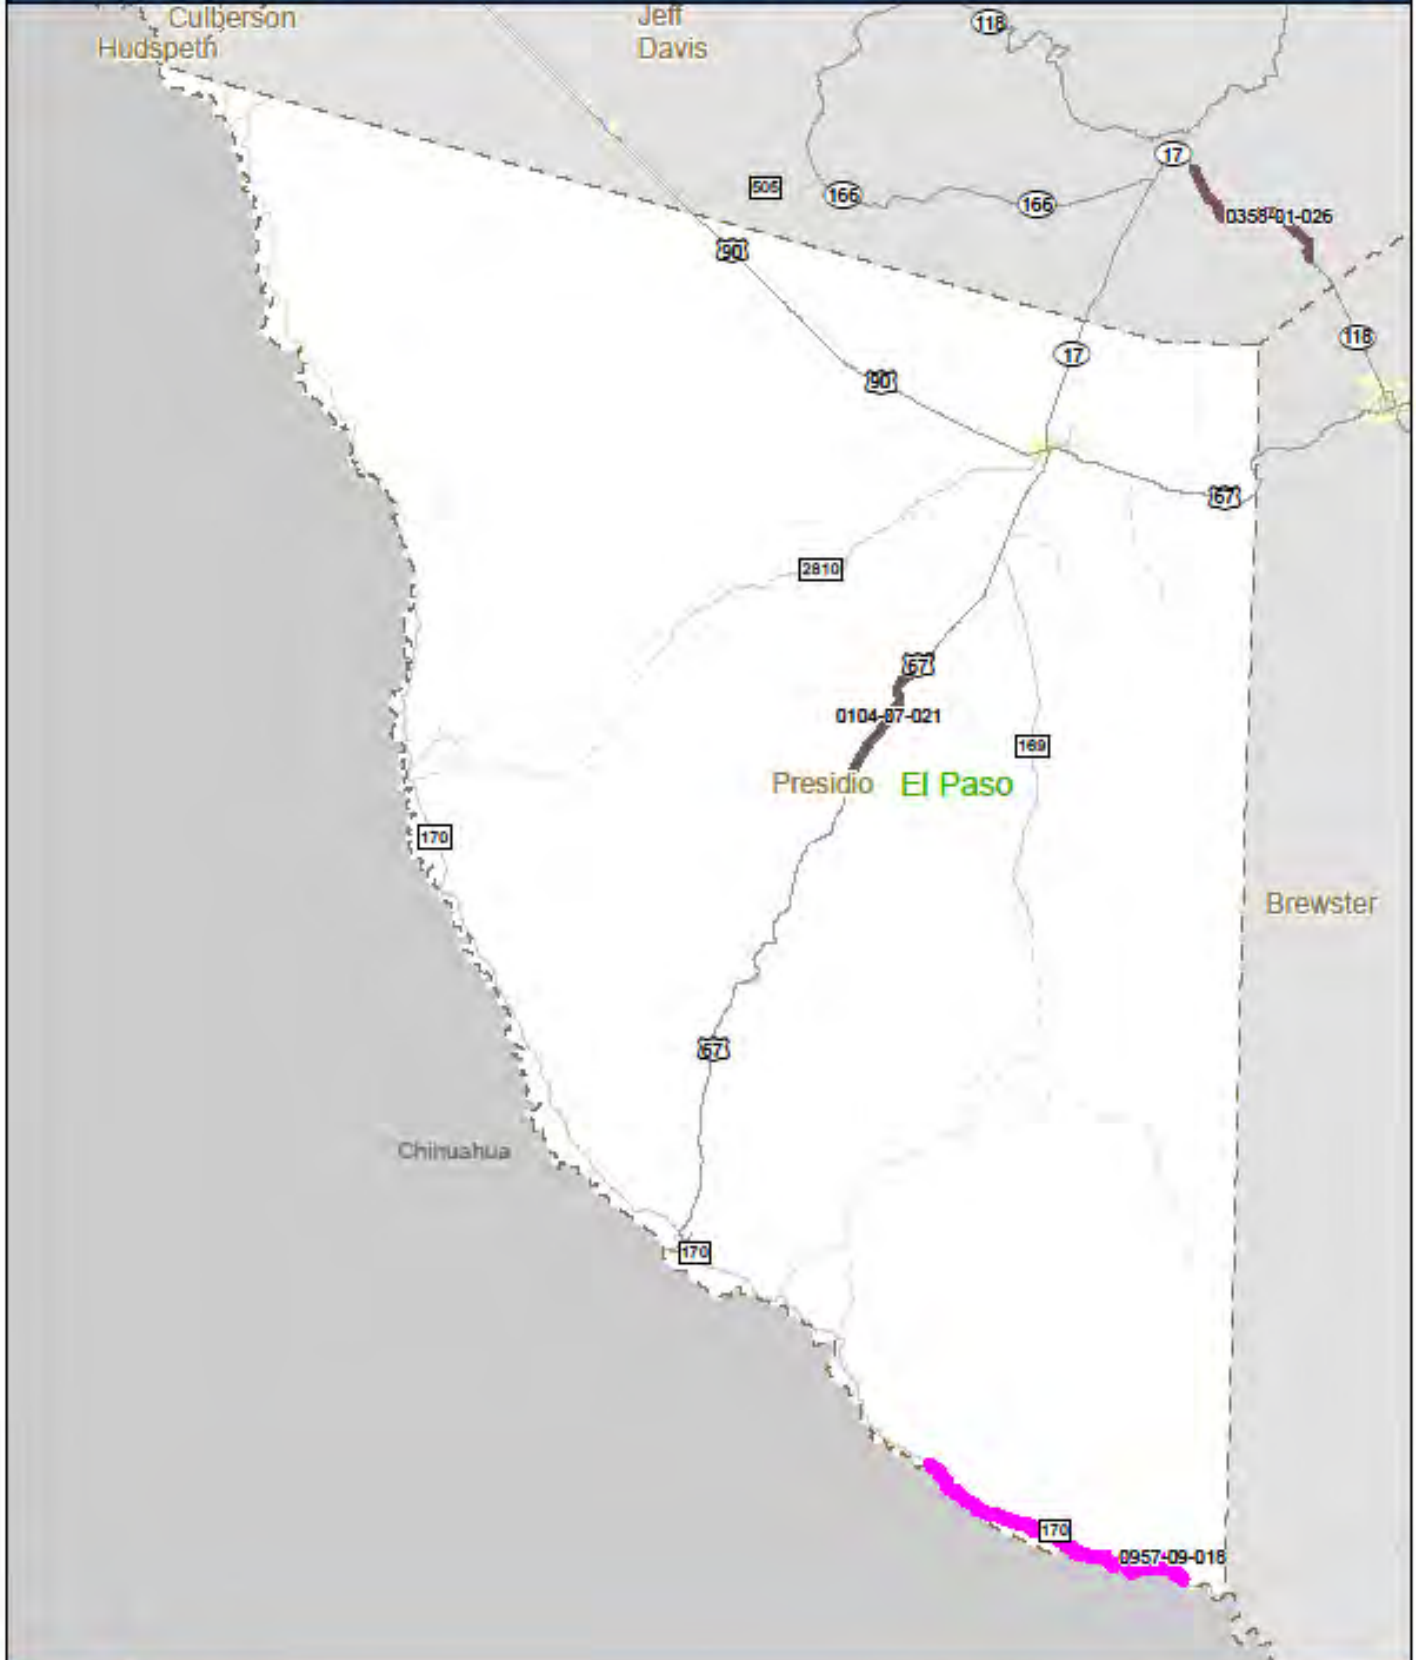 Culberson
Hudspeth
Jeff
Davis
118
17
505
166
166
0358-01-026
90
118
17
90
67
2810
67
0104-07-021
169
Presidio
El Paso
170
Brewster
67
Chihuahua
170
170
0957-09-018